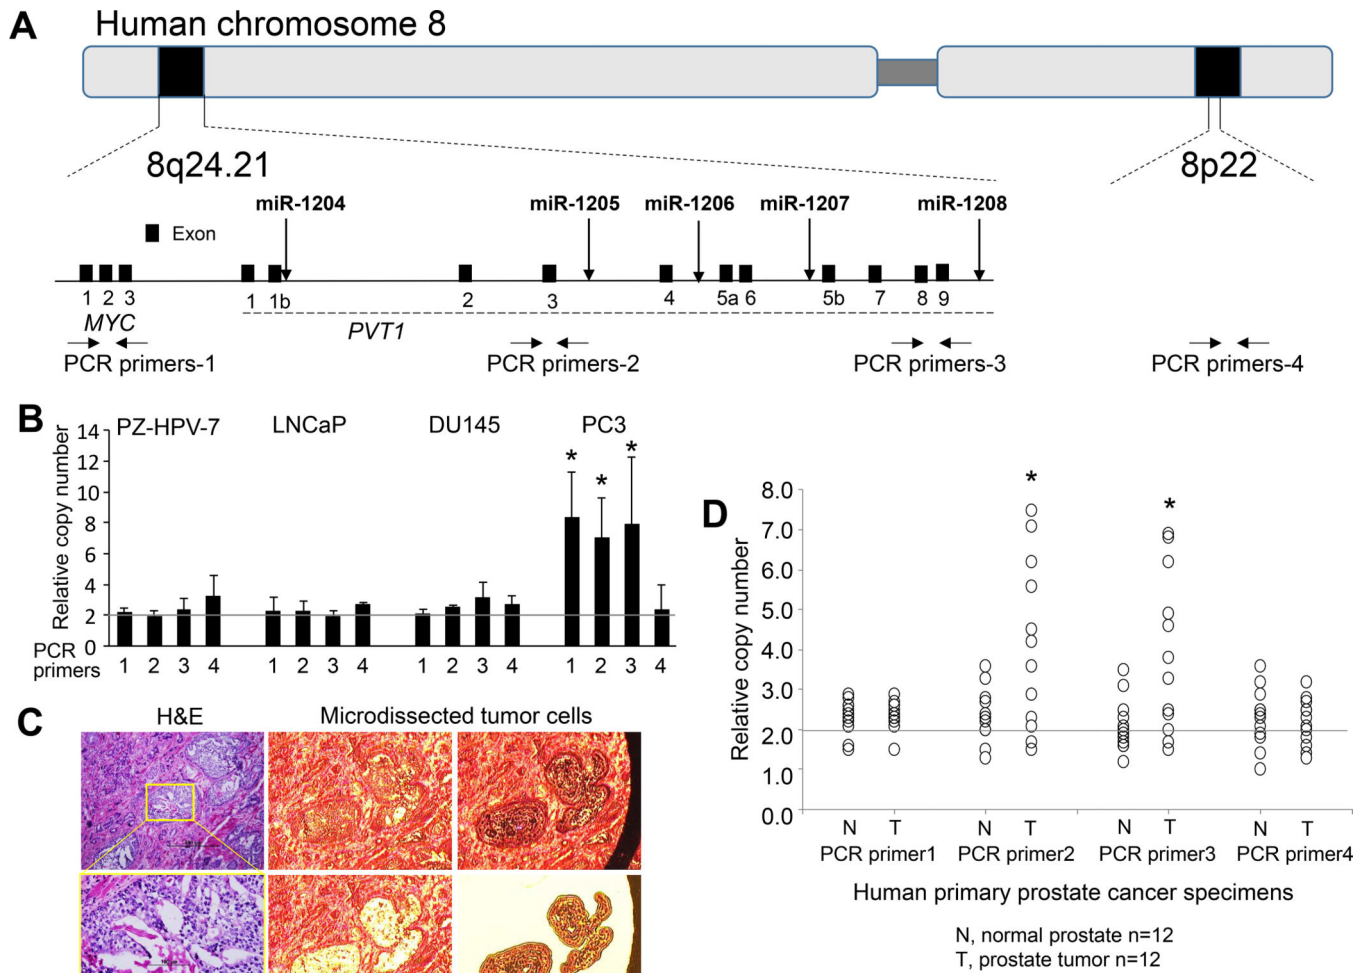 A
Human chromosome 8
8q24.21
8p22
miR-1204 miR-1205 miR-1206 miR-1207 miR-1208
Exon
1 2 3 1 1b 2 3 4 5a 6 5b 7 8 9
MYC
PVT1
PCR primers-1 PCR primers-2 PCR primers-3 PCR primers-4
B
Relative copy number
PZ-HPV-7 LNCaP DU145 PC3
14
12
10
8
6
4
2
0
* * *
PCR primers
1 2 3 4 1 2 3 4 1 2 3 4 1 2 3 4
C
H&E Microdissected tumor cells
D
Relative copy number
8.0
7.0
6.0
5.0
4.0
3.0
2.0
1.0
0.0
* *
N T N T N T N T
PCR primer1 PCR primer2 PCR primer3 PCR primer4
Human primary prostate cancer specimens
N, normal prostate n=12
T, prostate tumor n=12